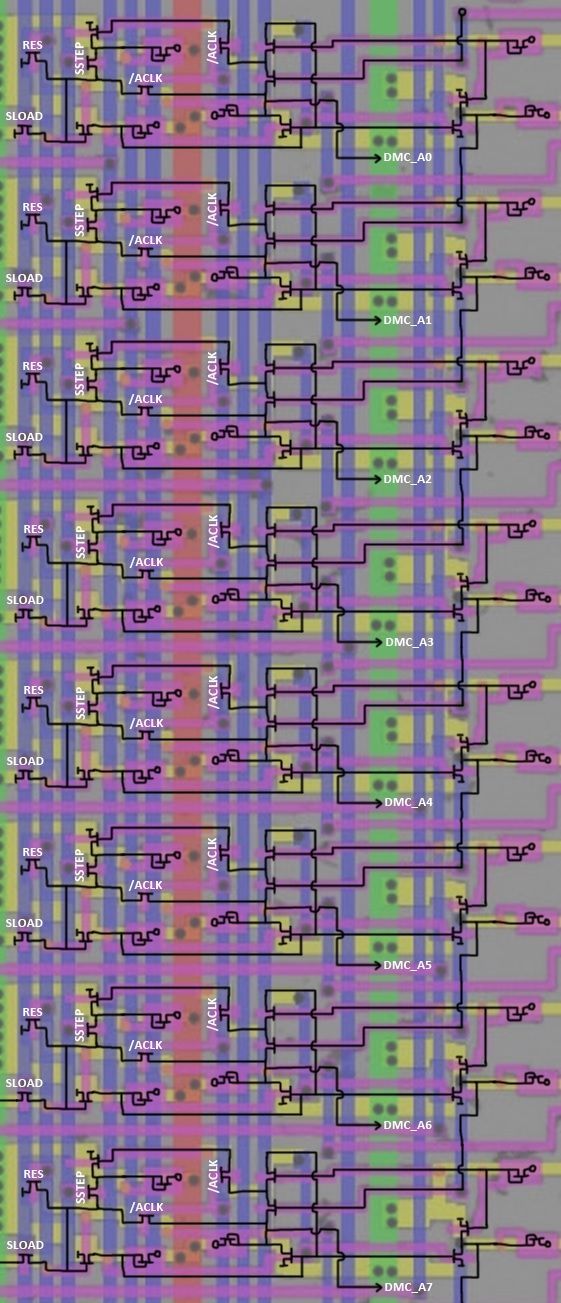 RES
SSTEP
/ACLK
/ACLK
SLOAD
DMC_A0
RES
SSTEP
/ACLK
/ACLK
SLOAD
DMC_A1
RES
SSTEP
/ACLK
/ACLK
SLOAD
DMC_A2
RES
SSTEP
/ACLK
/ACLK
SLOAD
DMC_A3
RES
SSTEP
/ACLK
/ACLK
SLOAD
DMC_A4
RES
SSTEP
/ACLK
/ACLK
SLOAD
DMC_A5
RES
SSTEP
/ACLK
/ACLK
SLOAD
DMC_A6
RES
SSTEP
/ACLK
/ACLK
SLOAD
DMC_A7